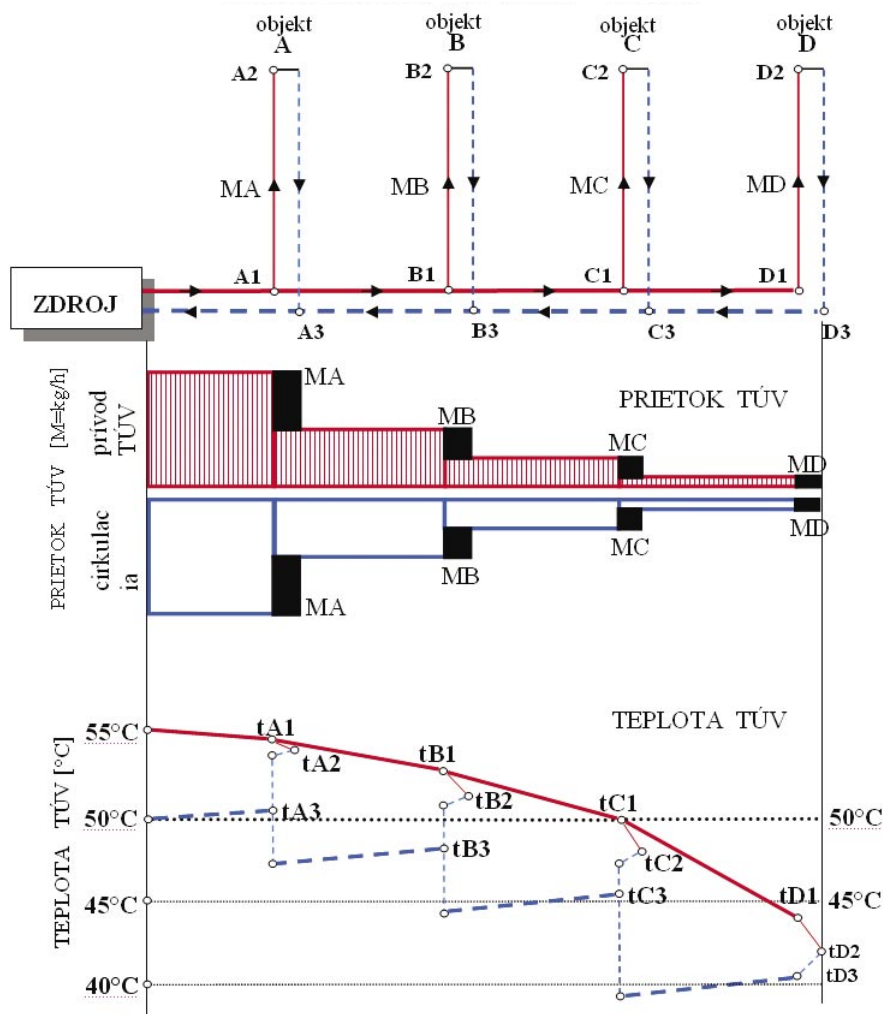 objekt objekt objekt objekt
A B C D
A2 B2 C2 D2
MA MB MC MD
A1 B1 C1 D1
ZDROJ
A3 B3 C3 D3
PRIETOK TÚV [M=kg/h]
prívod
TÚV
MA
PRIETOK TÚV
MB
MC
MD
cirkulac
ia
MD
MC
MB
MA
TEPLOTA TÚV
TEPLOTA TÚV [°C]
55°C
tA1
tA2
tB1
tB2
tA3
tC1
50°C 50°C
tB3
tC2
tC3
tD1
45°C 45°C
tD2
tD3
40°C